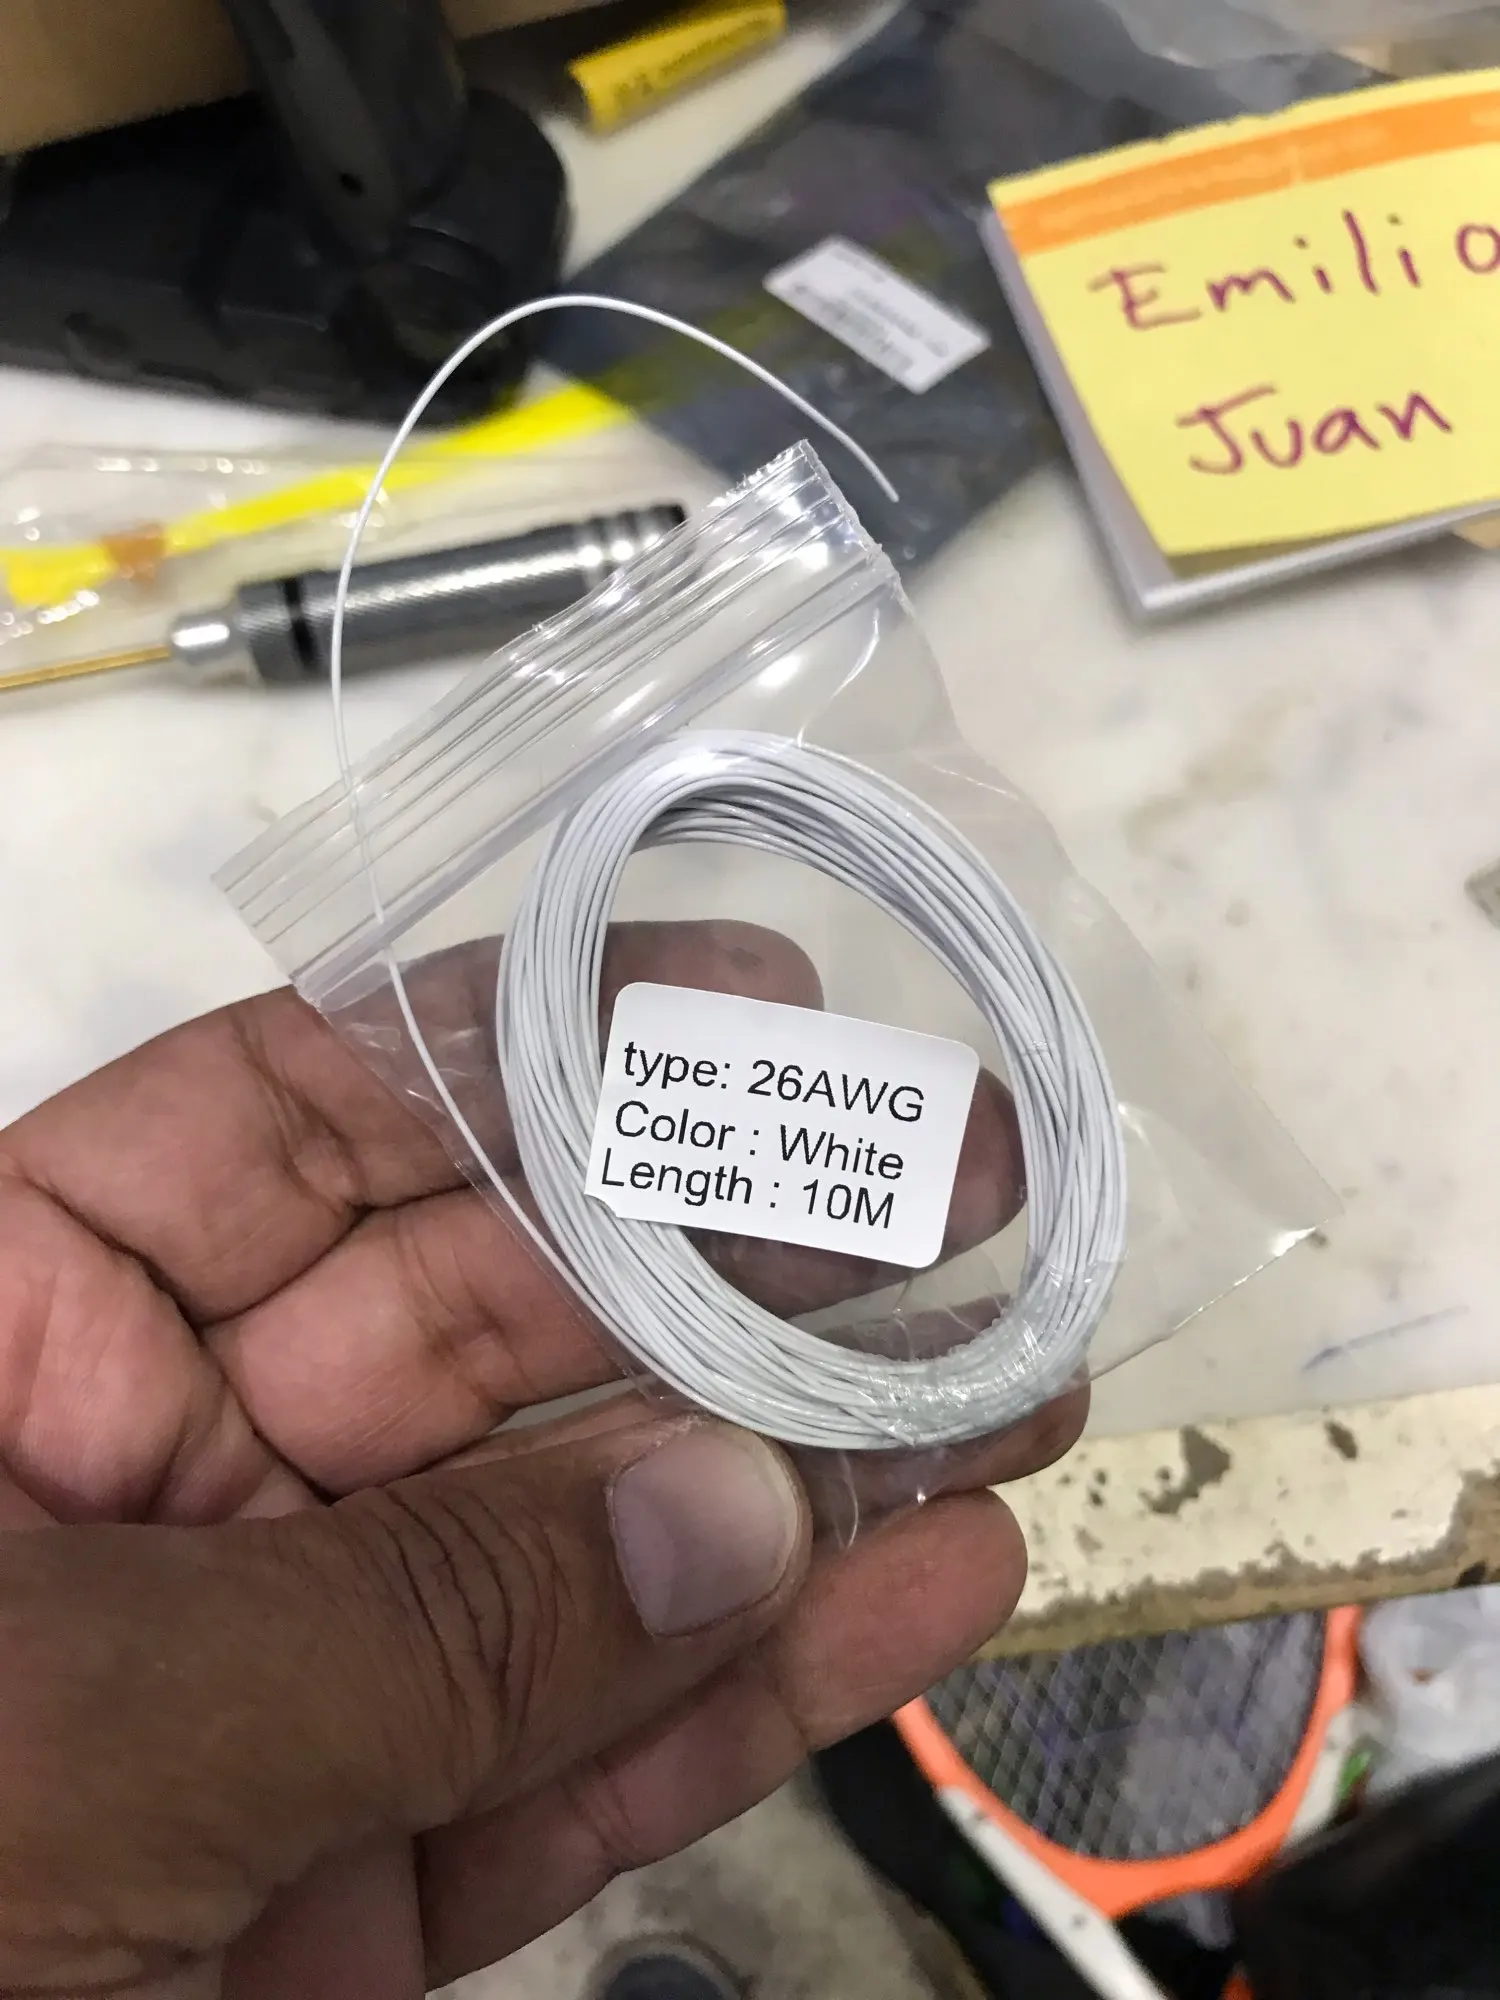 Emilio
Juan
type: 26AWG
Color : White
Length : 10M